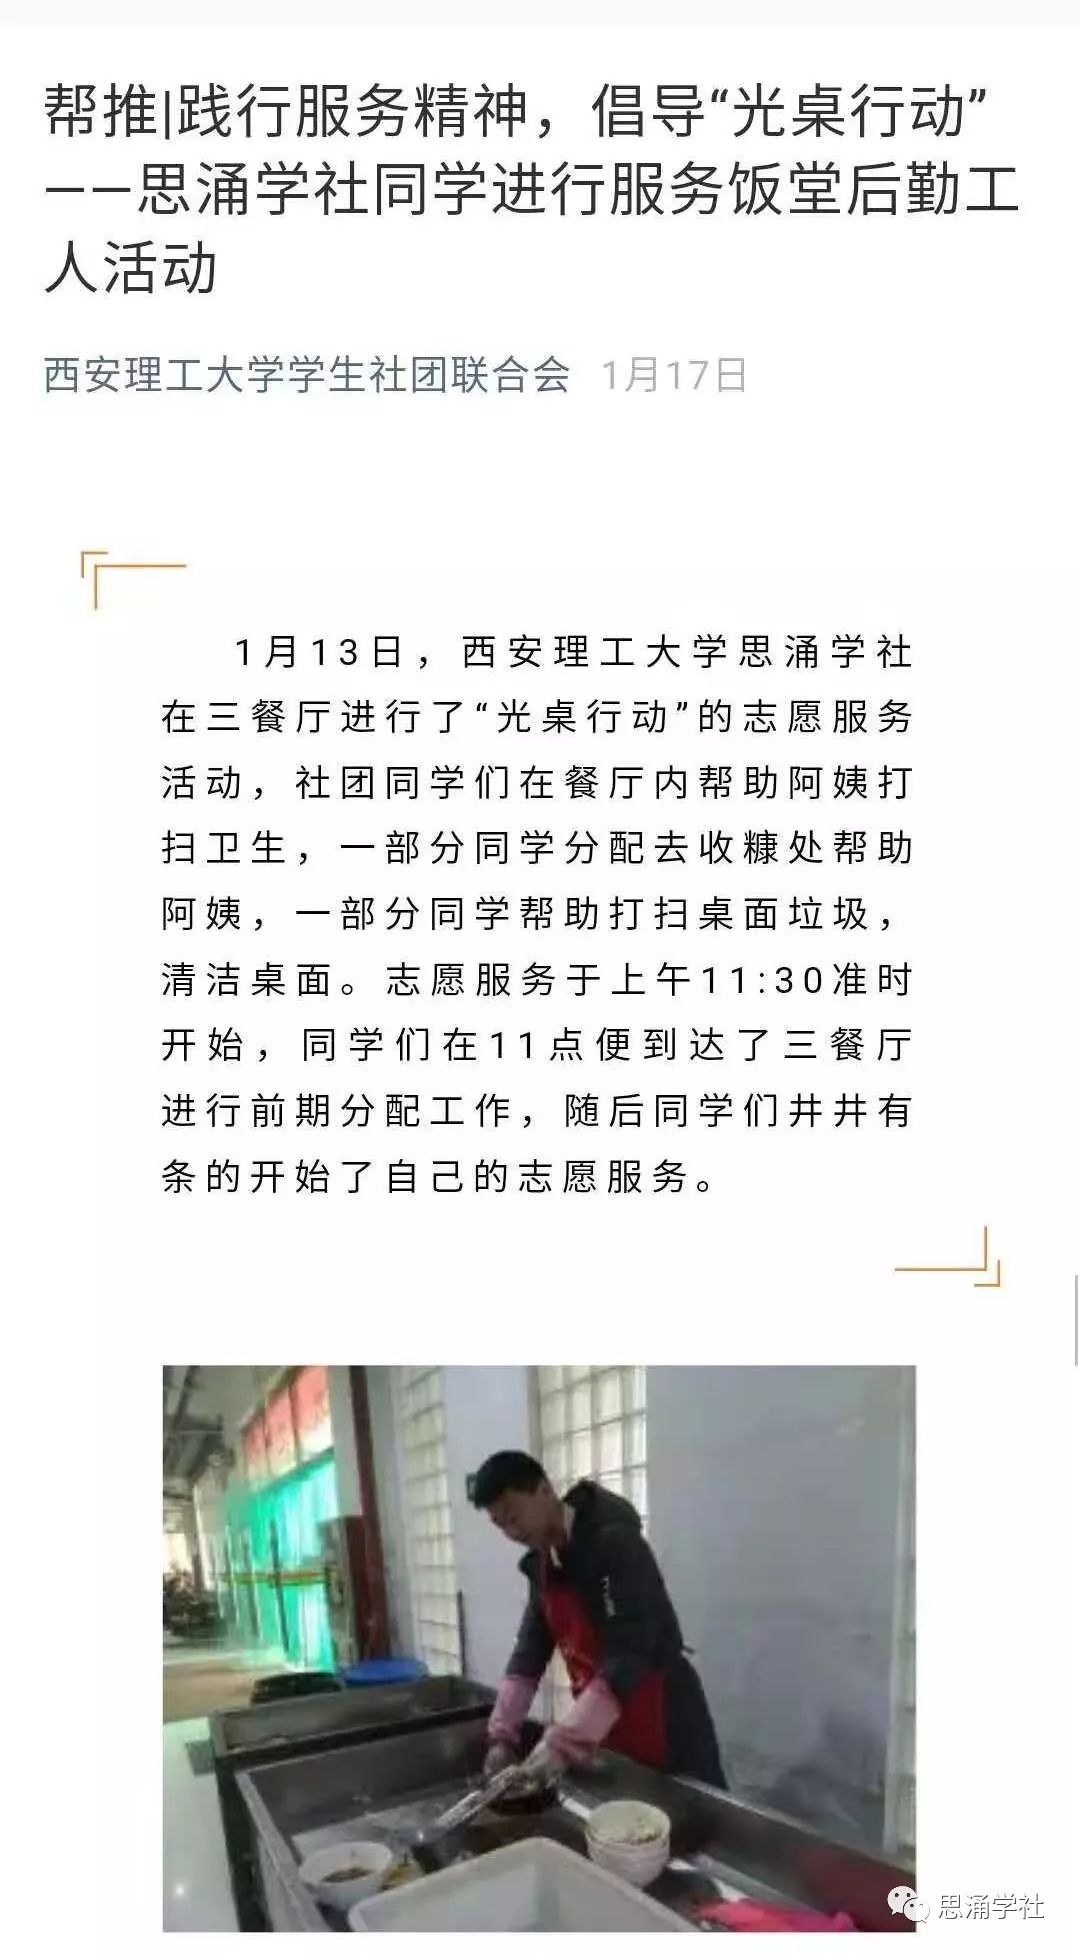 帮推|践行服务精神，倡导“光桌行动”
——思涌学社同学进行服务饭堂后勤工
人活动
西安理工大学学生社团联合会 1月17日
1月13日，西安理工大学思涌学社
在三餐厅进行了“光桌行动”的志愿服务
活动，社团同学们在餐厅内帮助阿姨打
扫卫生，一部分同学分配去收糠处帮助
阿姨，一部分同学帮助打扫桌面垃圾，
清洁桌面。志愿服务于上午11:30准时
开始，同学们在11点便到达了三餐厅
进行前期分配工作，随后同学们井井有
条的开始了自己的志愿服务。
思涌学社